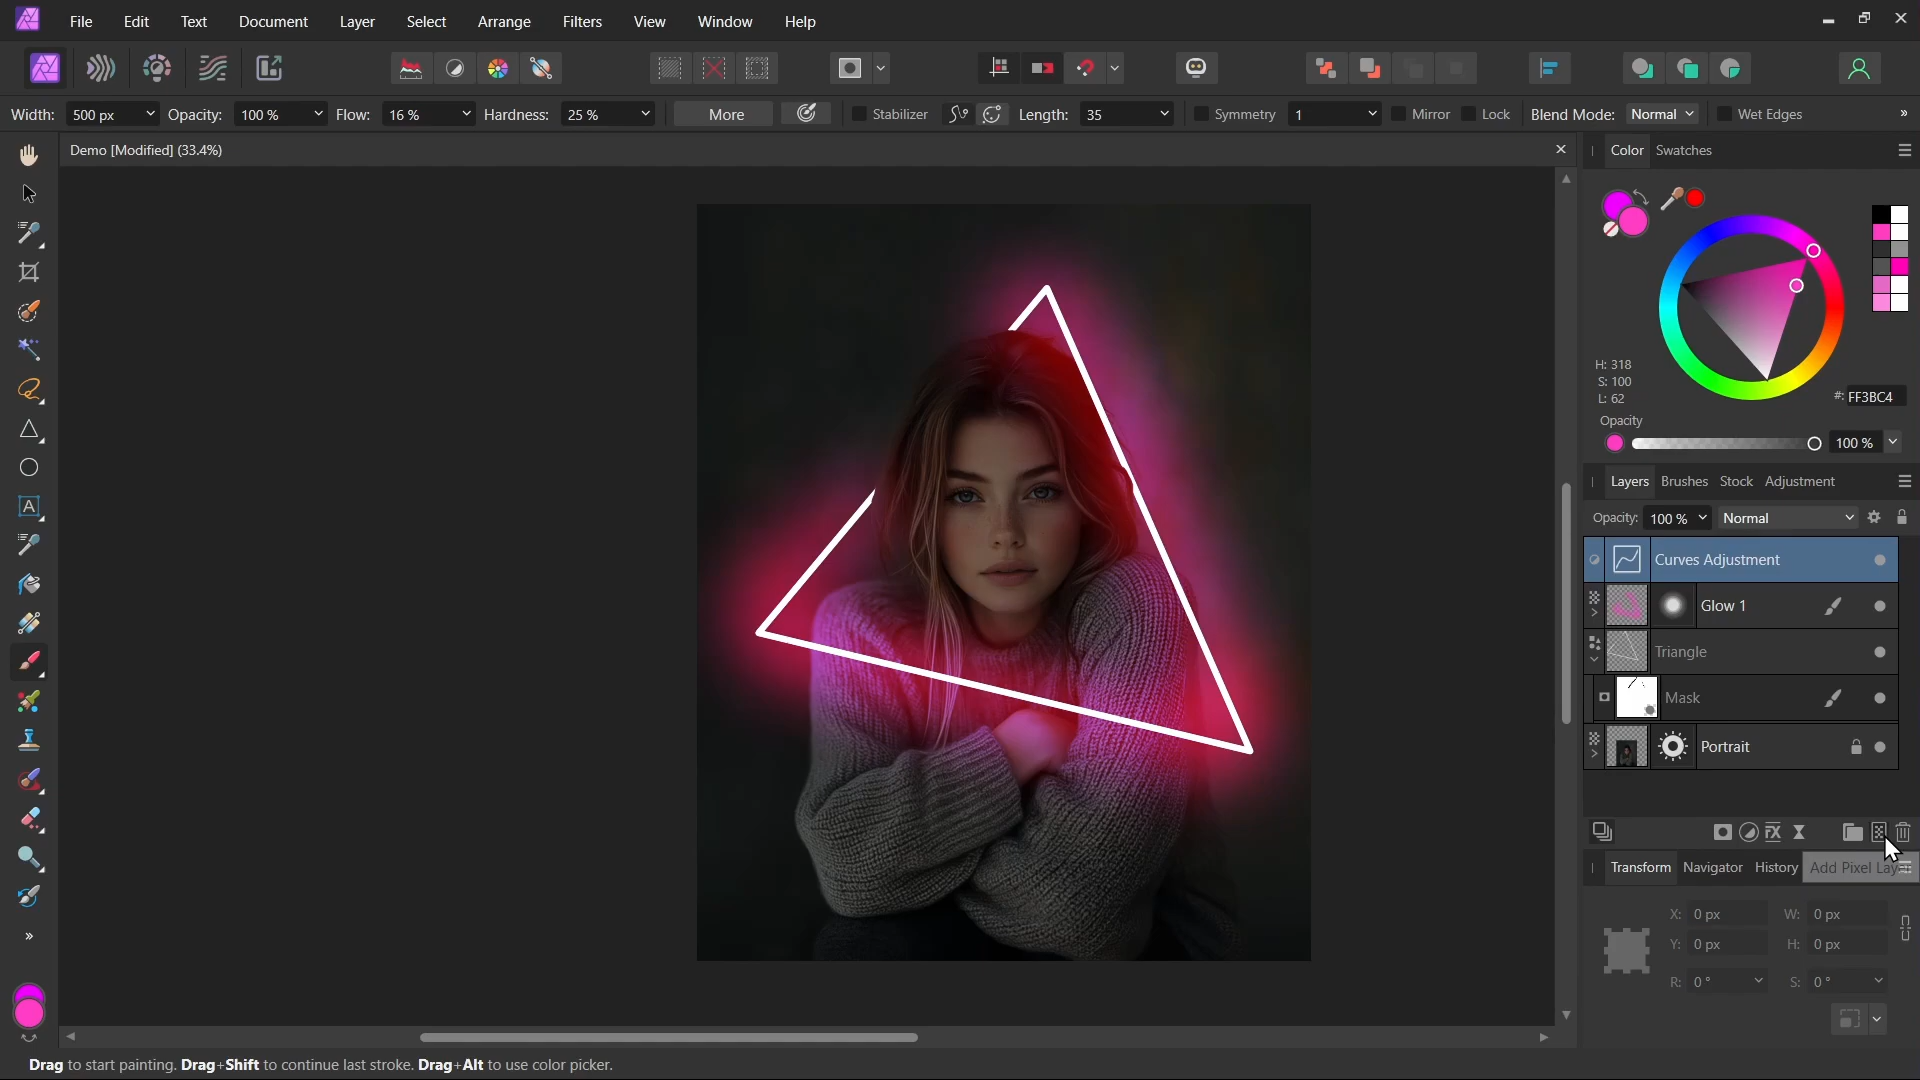 File Edit Text Document Layer Select Arrange Filters View Window Help
Width: 500 px Opacity: 100 % Flow: 16 % Hardness: 25 % More Stabilizer Length: 35 Symmetry 1 Mirror Lock Blend Mode: Normal Wet Edges »
Demo [Modified] (33.4%)
Color Swatches
H: 318
S: 100
L: 62
#: FF3BC4
Opacity
100 %
Layers Brushes Stock Adjustment
Opacity: 100 % Normal
Curves Adjustment
Glow 1
Triangle
Mask
Portrait
Transform Navigator History Add Pixel
X: 0 px W: 0 px
Y: 0 px H: 0 px
R: 0 ° S: 0 °
»
Drag to start painting. Drag+Shift to continue last stroke. Drag+Alt to use color picker.